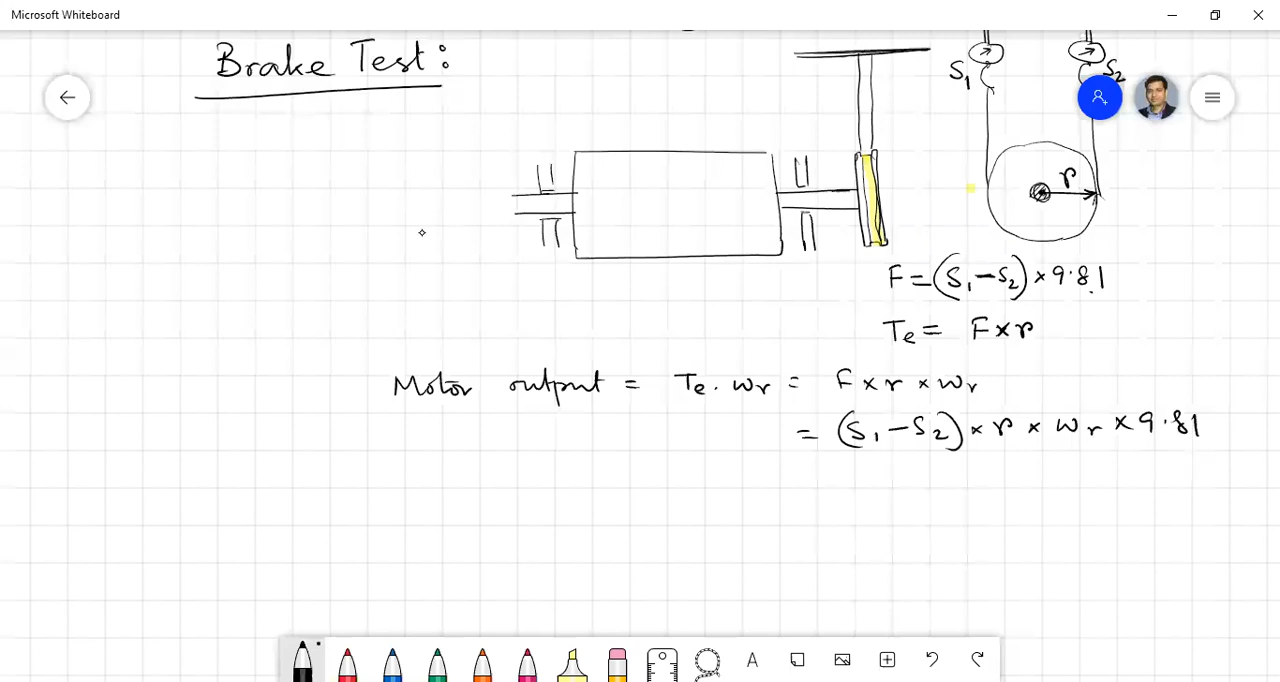 Microsoft Whiteboard
Brake Test:
S₁ S₂
r
F = (S₁ - S₂) × 9.81
Te = F × r
Motor output = Te . wr = F × r × wr
= (S₁ - S₂) × r × wr × 9.81
A